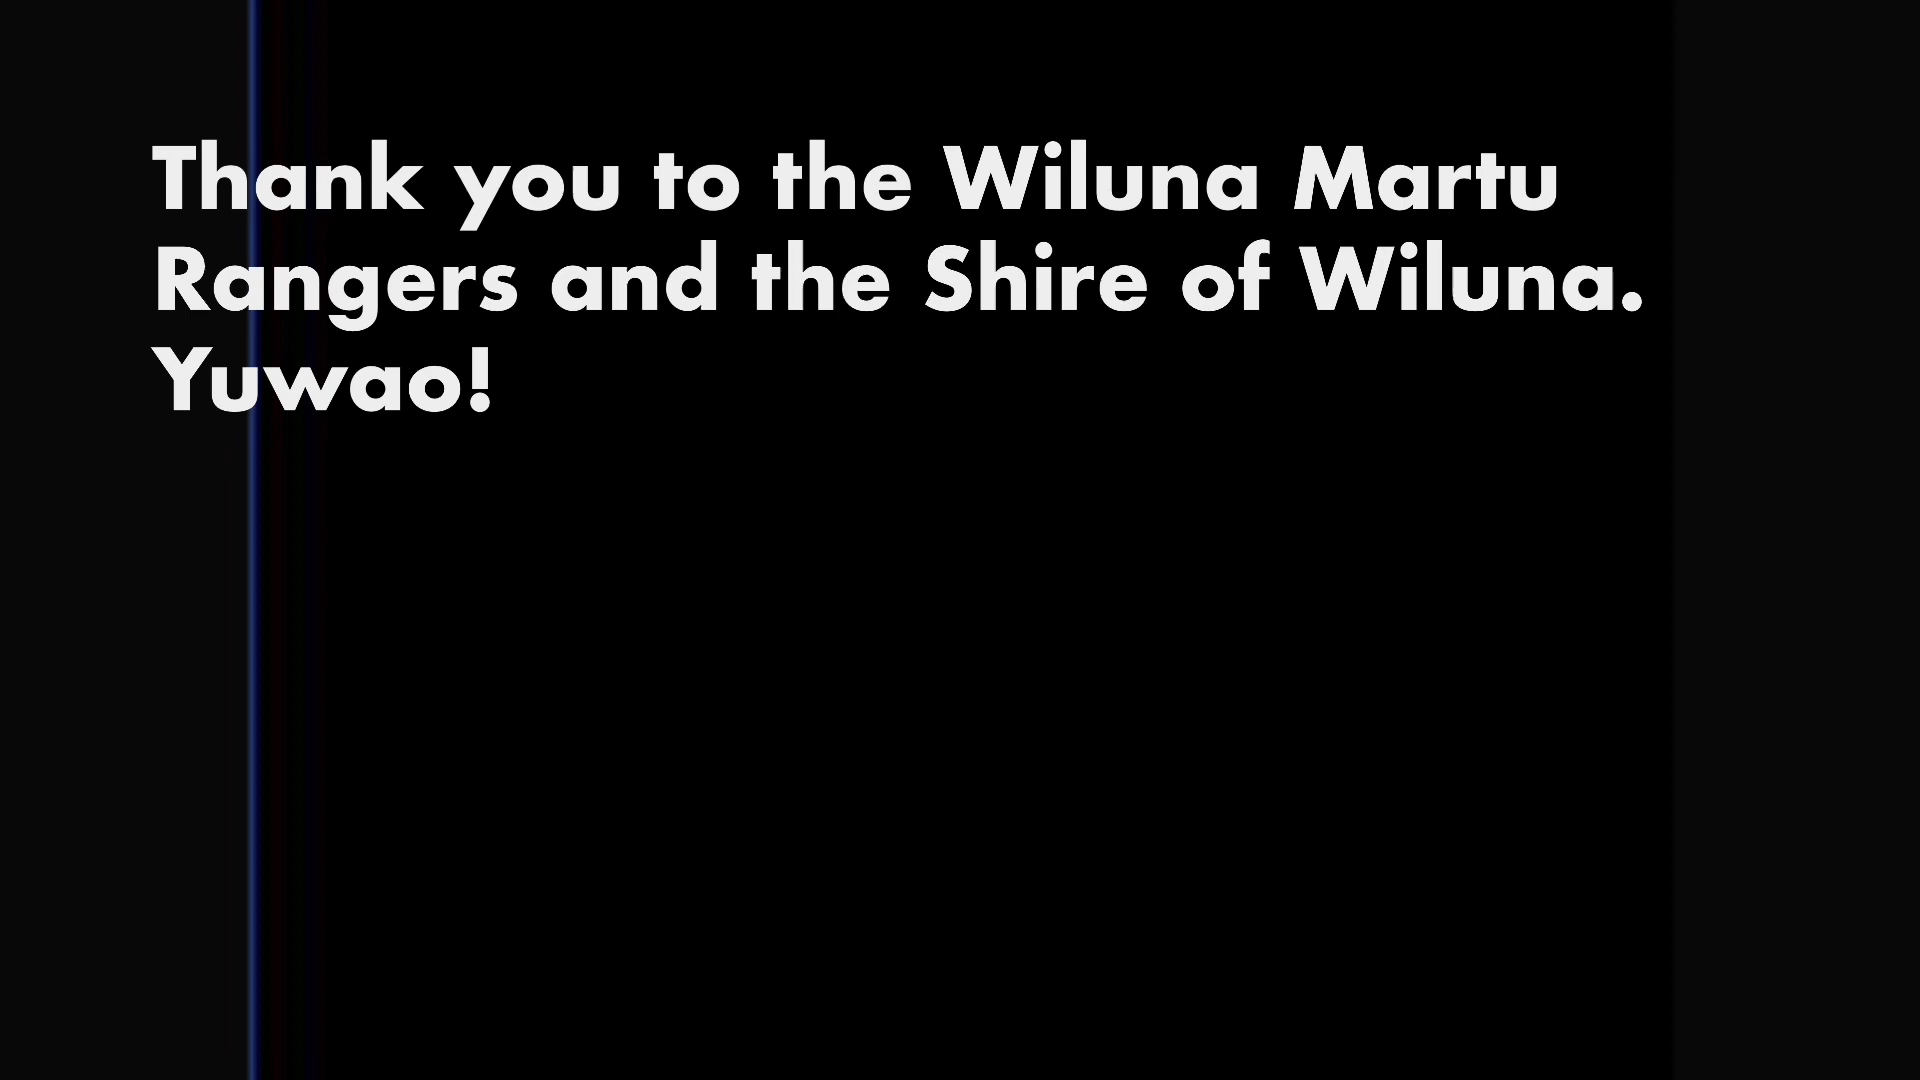 Thank you to the Wiluna Martu
Rangers and the Shire of Wiluna.
Yuwao!